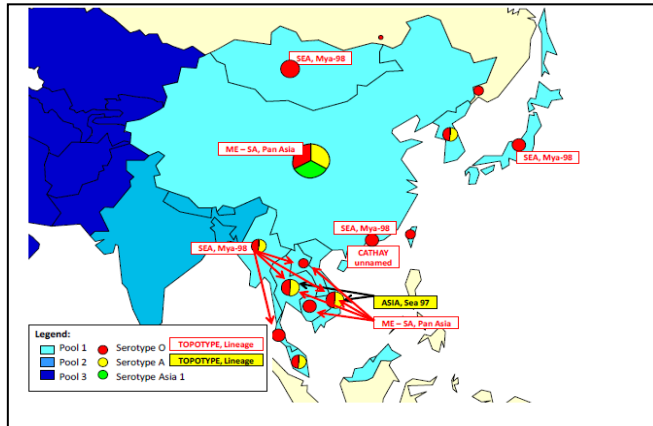 SEA, Mya-98
ME – SA, Pan Asia
SEA, Mya-98
SEA, Mya-98
SEA, Mya-98
CATHAY
unnamed
ASIA, Sea 97
ME – SA, Pan Asia
Legend:
Pool 1 Serotype O TOPOTYPE, Lineage
Pool 2 Serotype A TOPOTYPE, Lineage
Pool 3 Serotype Asia 1